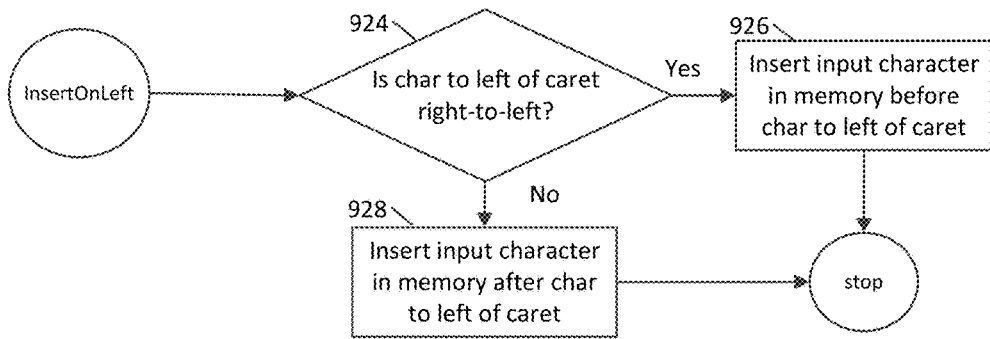 924
926
InsertOnLeft
Is char to left of caret
right-to-left?
Yes
Insert input character
in memory before
char to left of caret
No
928
Insert input character
in memory after char
to left of caret
stop